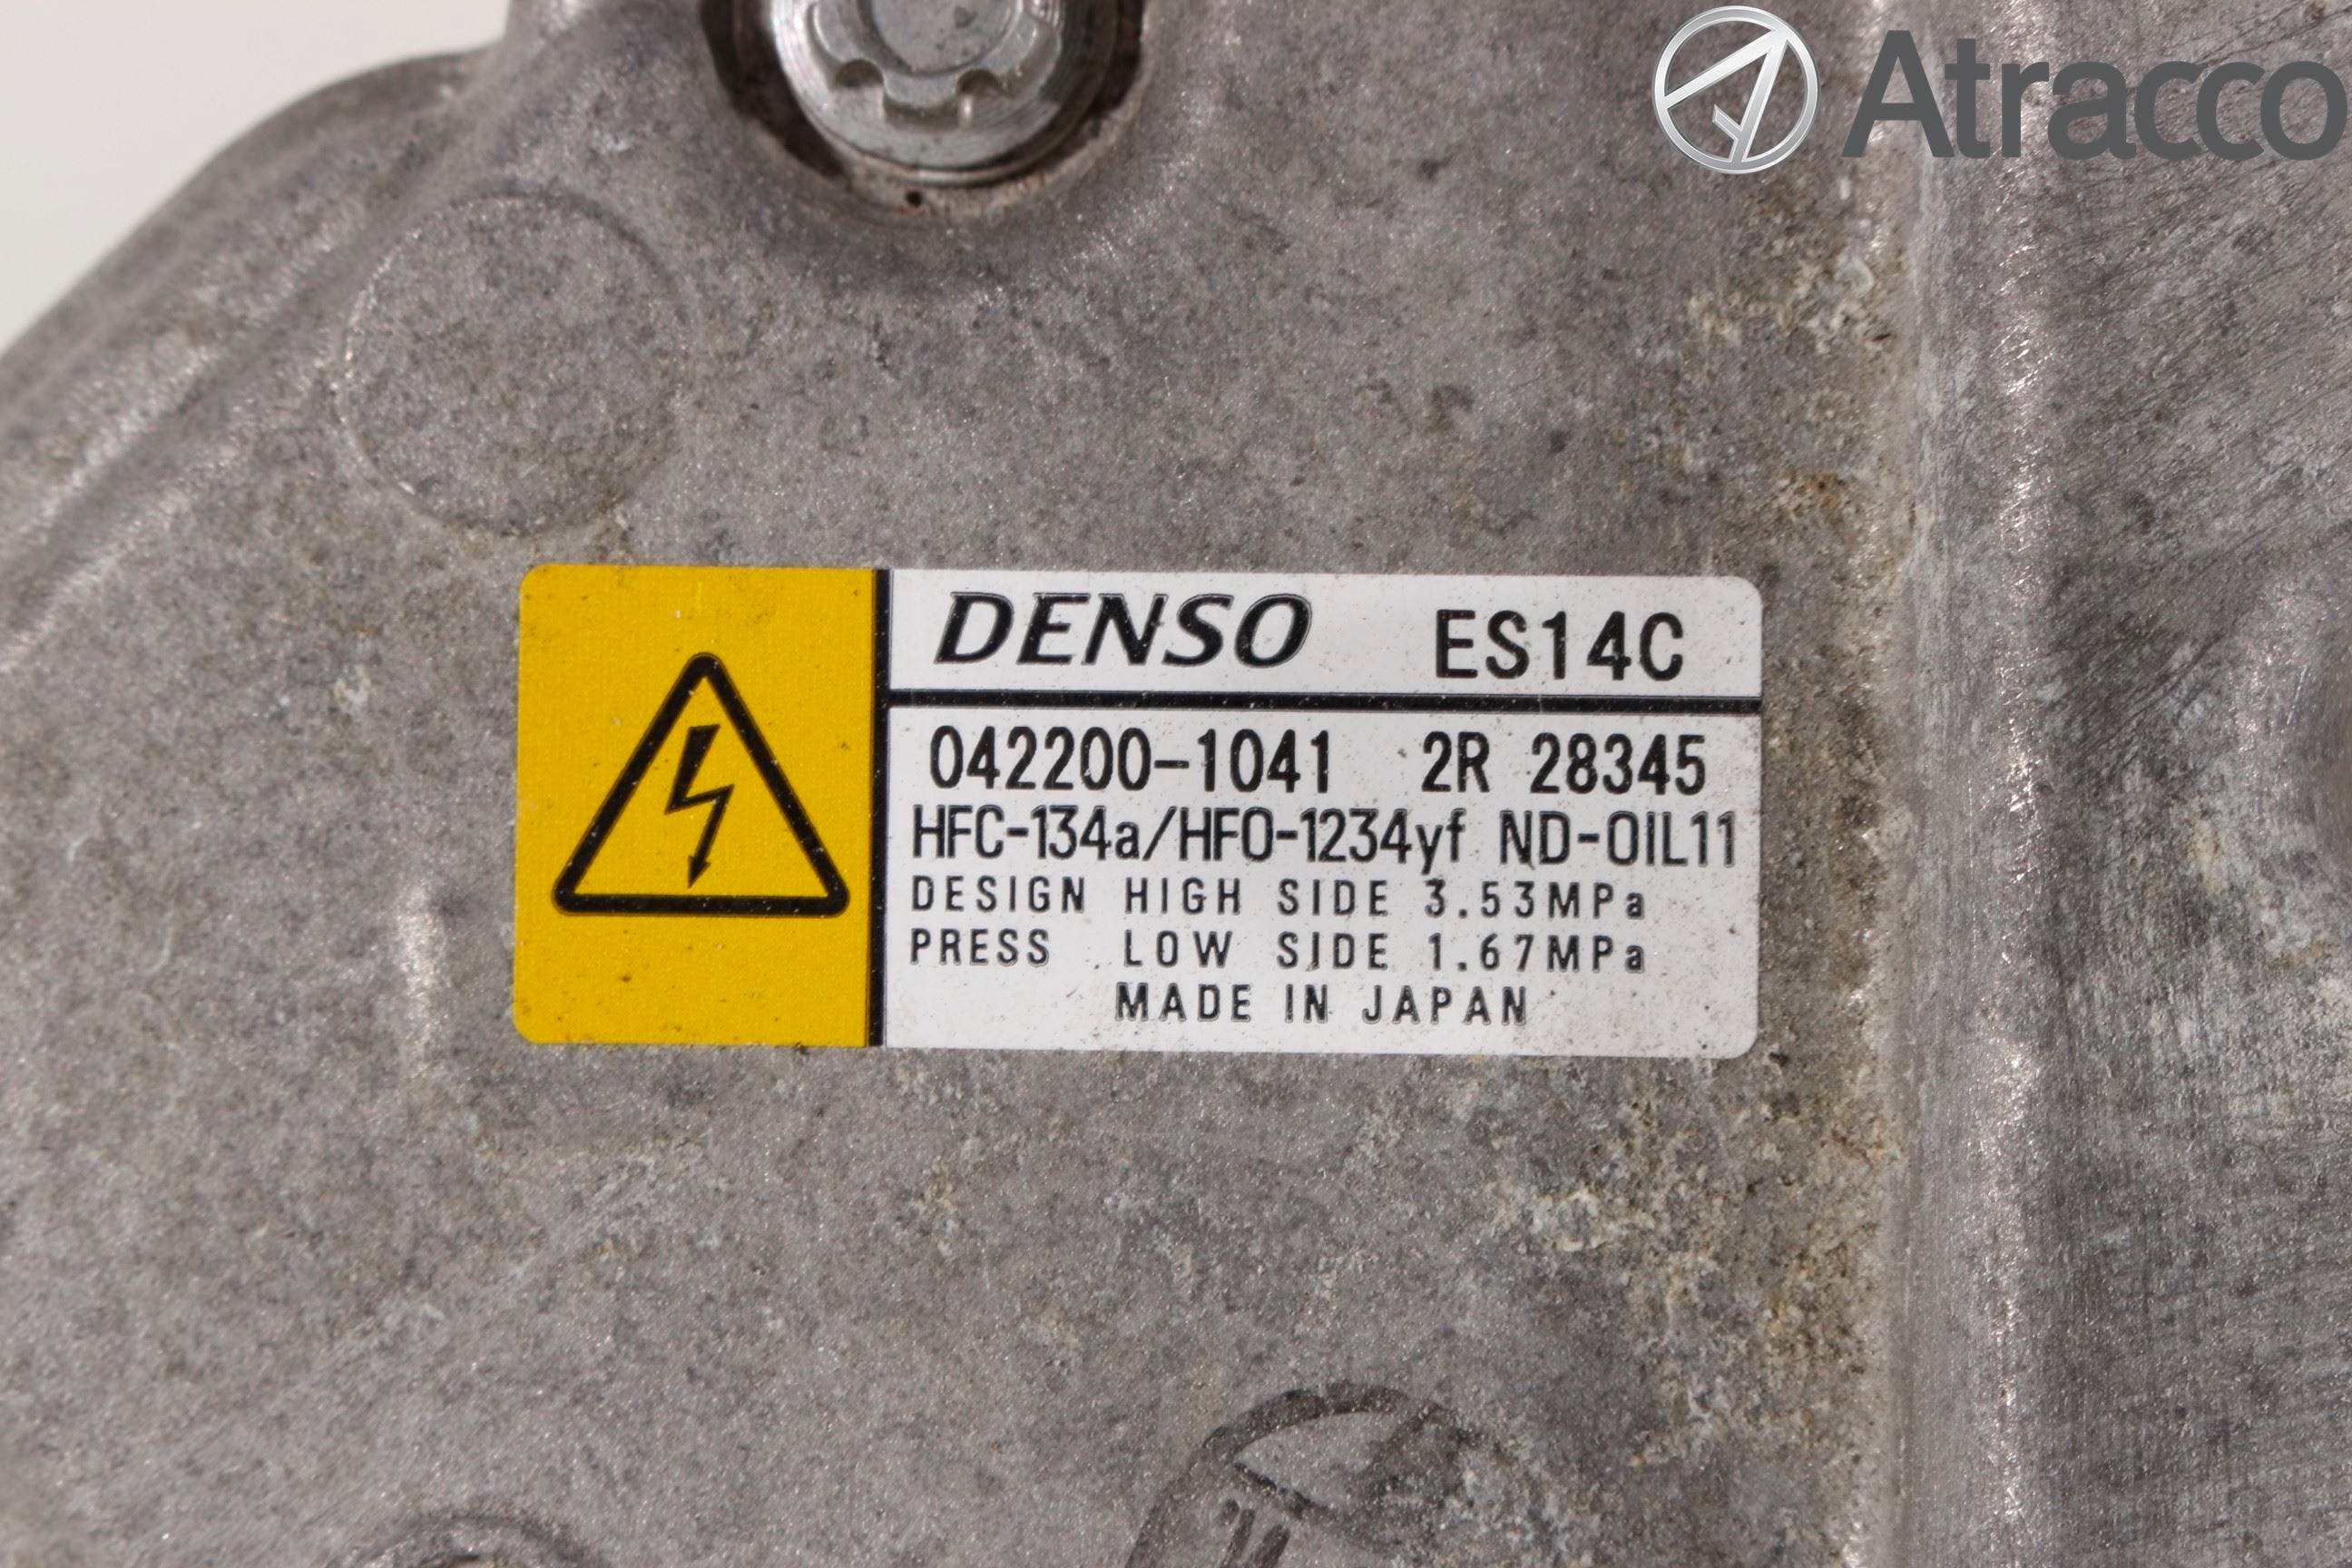 Atracco
DENSO ES14C
042200-1041 2R 28345
HFC-134a/HFO-1234yf ND-OIL11
DESIGN HIGH SIDE 3.53MPa
PRESS LOW SIDE 1.67MPa
MADE IN JAPAN